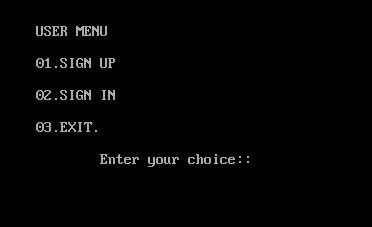 USER MENU
01.SIGN UP
02.SIGN IN
03.EXIT.
Enter your choice::